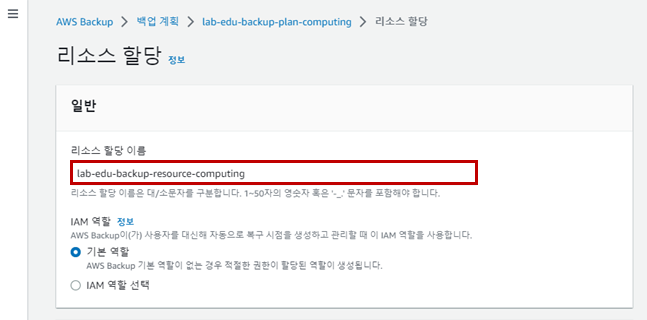 AWS Backup > 백업 계획 > lab-edu-backup-plan-computing > 리소스 할당
리소스 할당 정보
일반
리소스 할당 이름
lab-edu-backup-resource-computing
리소스 할당 이름은 대/소문자를 구분합니다. 1~50자의 영숫자 혹은 '-_.' 문자를 포함해야 합니다.
IAM 역할 정보
AWS Backup이(가) 사용자를 대신해 자동으로 복구 시점을 생성하고 관리할 때 이 IAM 역할을 사용합니다.
기본 역할
AWS Backup 기본 역할이 없는 경우 적절한 권한이 할당된 역할이 생성됩니다.
IAM 역할 선택